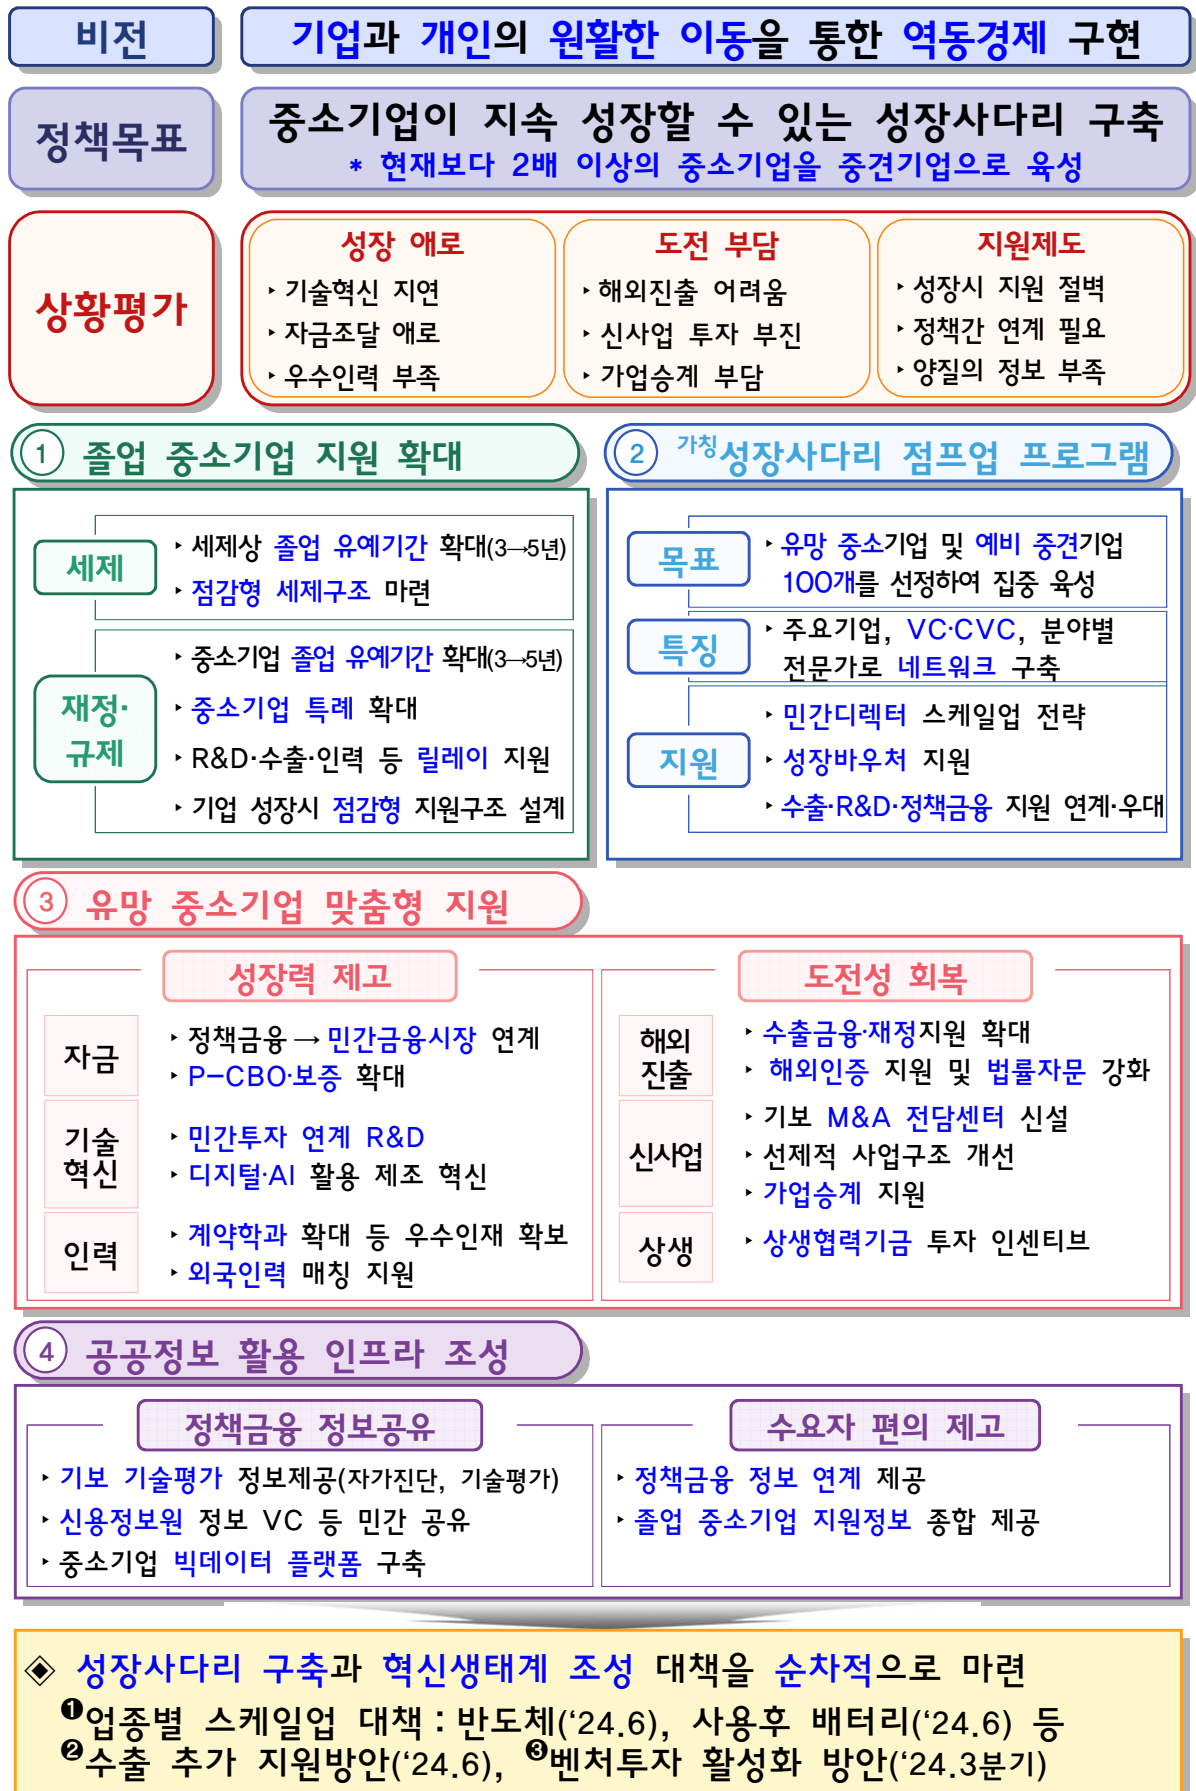 비전
기업과 개인의 원활한 이동을 통한 역동경제 구현
정책목표
중소기업이 지속 성장할 수 있는 성장사다리 구축
* 현재보다 2배 이상의 중소기업을 중견기업으로 육성
상황평가
성장 애로
‣ 기술혁신 지연
‣ 자금조달 애로
‣ 우수인력 부족
도전 부담
‣ 해외진출 어려움
‣ 신사업 투자 부진
‣ 가업승계 부담
지원제도
‣ 성장시 지원 절벽
‣ 정책간 연계 필요
‣ 양질의 정보 부족
① 졸업 중소기업 지원 확대
세제
‣ 세제상 졸업 유예기간 확대(3→5년)
‣ 점감형 세제구조 마련
재정·
규제
‣ 중소기업 졸업 유예기간 확대(3→5년)
‣ 중소기업 특례 확대
‣ R&D·수출·인력 등 릴레이 지원
‣ 기업 성장시 점감형 지원구조 설계
② 가칭성장사다리 점프업 프로그램
목표
‣ 유망 중소기업 및 예비 중견기업
100개를 선정하여 집중 육성
특징
‣ 주요기업, VC·CVC, 분야별
전문가로 네트워크 구축
지원
‣ 민간디렉터 스케일업 전략
‣ 성장바우처 지원
‣ 수출·R&D·정책금융 지원 연계·우대
③ 유망 중소기업 맞춤형 지원
성장력 제고
자금
‣ 정책금융→민간금융시장 연계
‣ P-CBO·보증 확대
기술
혁신
‣ 민간투자 연계 R&D
‣ 디지털·AI 활용 제조 혁신
인력
‣ 계약학과 확대 등 우수인재 확보
‣ 외국인력 매칭 지원
도전성 회복
해외
진출
‣ 수출금융·재정지원 확대
‣ 해외인증 지원 및 법률자문 강화
신사업
‣ 기보 M&A 전담센터 신설
‣ 선제적 사업구조 개선
‣ 가업승계 지원
상생
‣ 상생협력기금 투자 인센티브
④ 공공정보 활용 인프라 조성
정책금융 정보공유
‣ 기보 기술평가 정보제공(자가진단, 기술평가)
‣ 신용정보원 정보 VC 등 민간 공유
‣ 중소기업 빅데이터 플랫폼 구축
수요자 편의 제고
‣ 정책금융 정보 연계 제공
‣ 졸업 중소기업 지원정보 종합 제공
◈ 성장사다리 구축과 혁신생태계 조성 대책을 순차적으로 마련
❶업종별 스케일업 대책 : 반도체(‘24.6), 사용후 배터리(‘24.6) 등
❷수출 추가 지원방안(‘24.6), ❸벤처투자 활성화 방안(‘24.3분기)